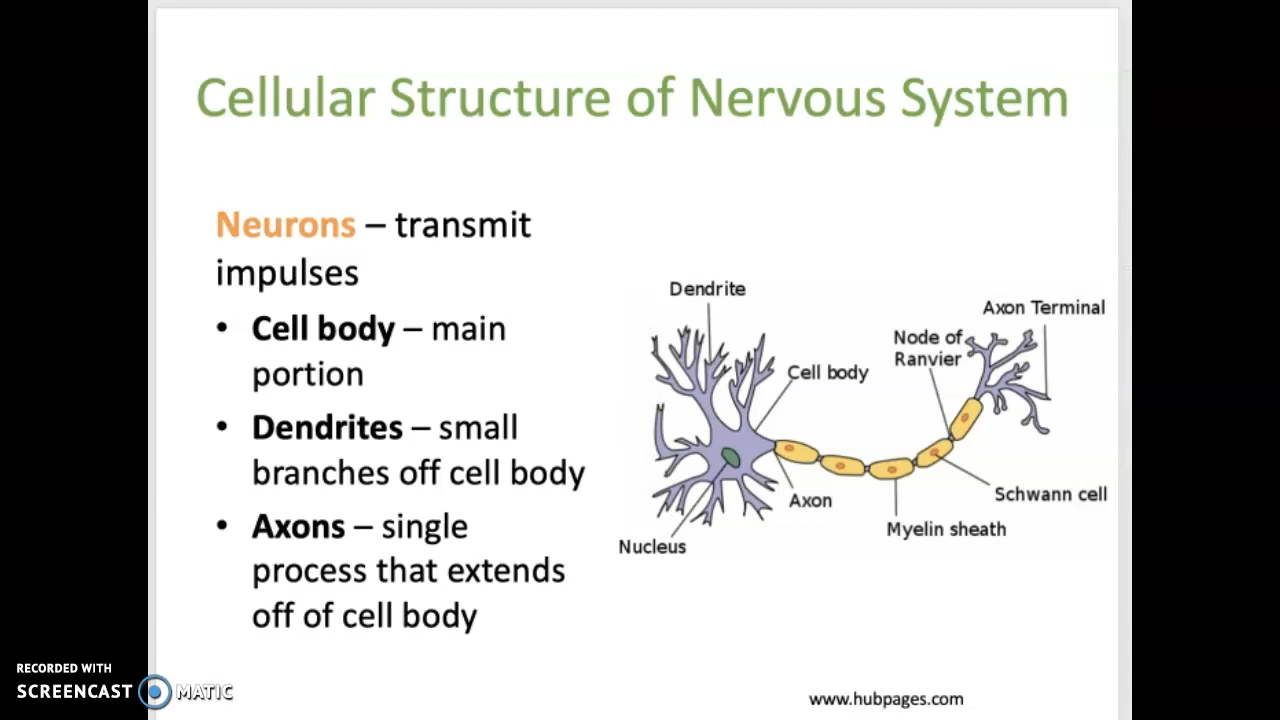 Cellular Structure of Nervous System
Neurons – transmit
impulses
• Cell body – main
portion
• Dendrites – small
branches off cell body
• Axons – single
process that extends
off of cell body
Dendrite
Axon Terminal
Node of
Ranvier
Cell body
Axon
Schwann cell
Myelin sheath
Nucleus
RECORDED WITH
SCREENCAST MATIC
www.hubpages.com